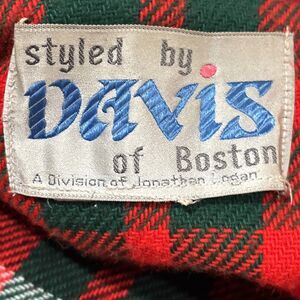 styled by
DAVIS
of Boston
A Division of Jonathan Logan